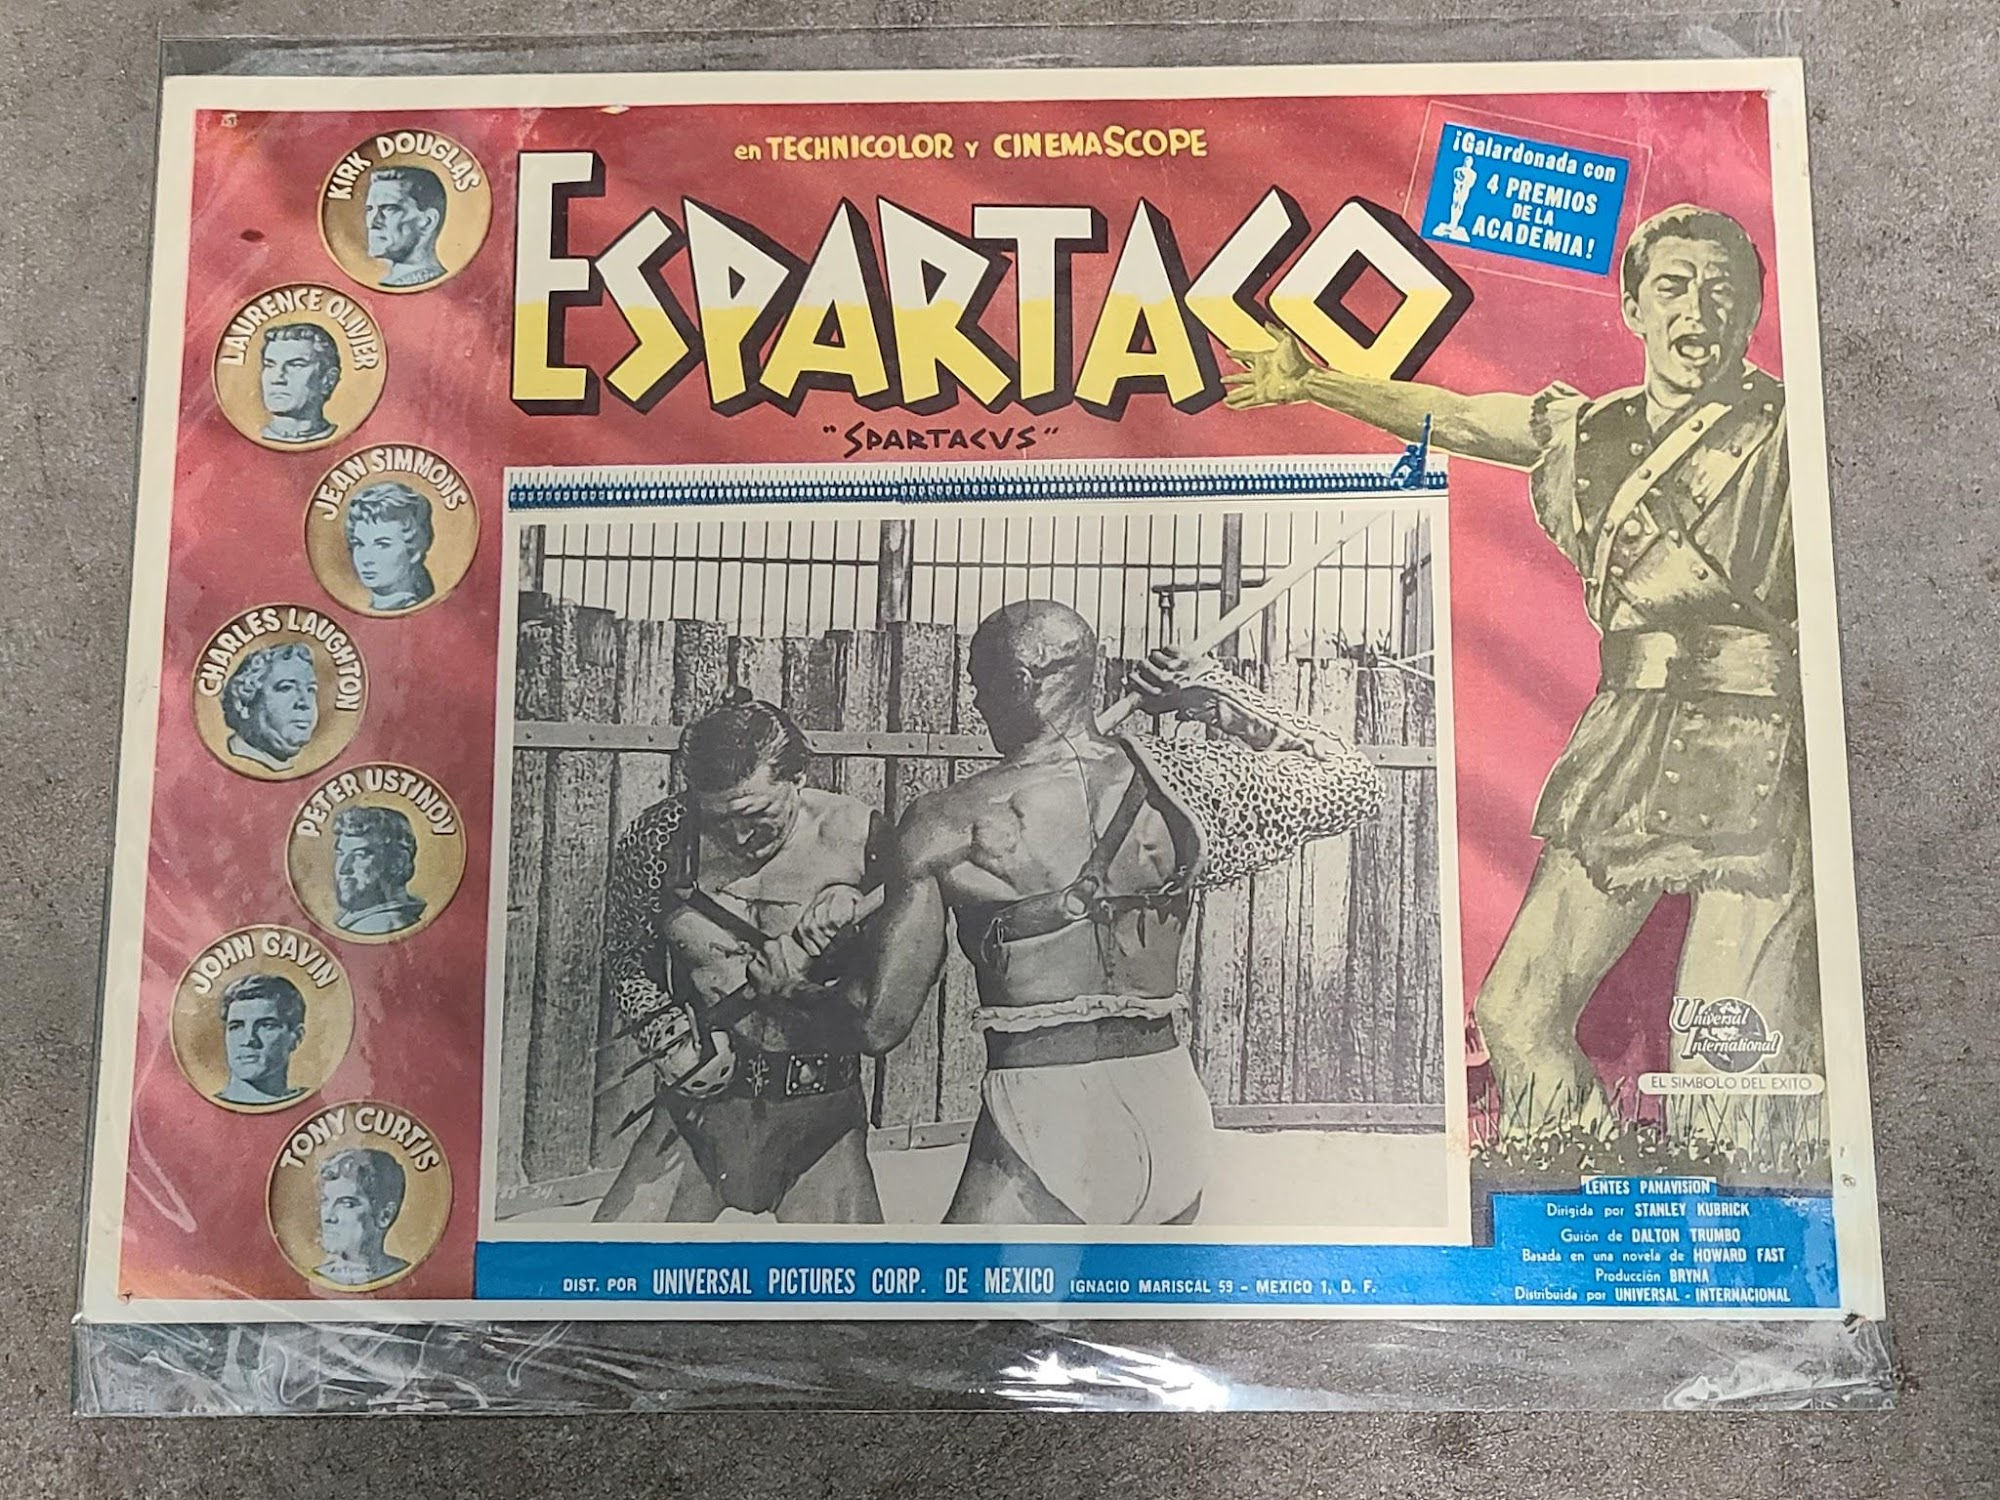 en TECHNICOLOR Y CINEMASCOPE
ESPARTACO
"SPARTACUS"
¡Galardonada con
4 PREMIOS
DE LA
ACADEMIA!
KIRK DOUGLAS
LAURENCE OLIVIER
JEAN SIMMONS
CHARLES LAUGHTON
PETER USTINOV
JOHN GAVIN
TONY CURTIS
Universal
International
EL SIMBOLO DEL EXITO
LENTES PANAVISION
Dirigida por STANLEY KUBRICK
Guión de DALTON TRUMBO
Basada en una novela de HOWARD FAST
Producción BRYNA
Distribuida por UNIVERSAL - INTERNACIONAL
DIST. POR UNIVERSAL PICTURES CORP. DE MEXICO IGNACIO MARISCAL 59 - MEXICO 1, D. F.